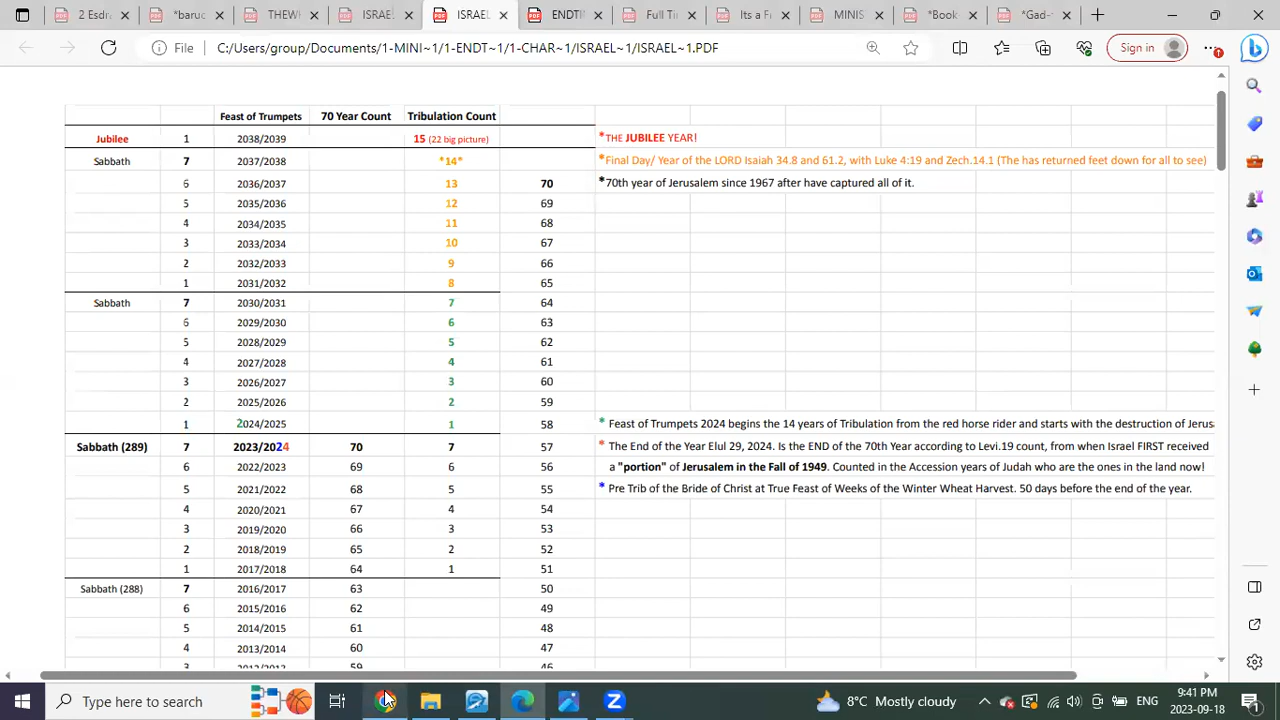 2 Esdra
baruc
THEWI
ISRAEL
ISRAEL
ENDTIN
Full Tim
Its a Fi
MINIS
*Book
*Gad-
File C:/Users/group/Documents/1-MINI~1/1-ENDT~1/1-CHAR~1/ISRAEL~1/ISRAEL~1.PDF Sign in
Feast of Trumpets 70 Year Count Tribulation Count
Jubilee 1 2038/2039 15 (22 big picture) *THE JUBILEE YEAR!
Sabbath 7 2037/2038 *14* *Final Day/ Year of the LORD Isaiah 34.8 and 61.2, with Luke 4:19 and Zech.14.1 (The has returned feet down for all to see)
6 2036/2037 13 70 *70th year of Jerusalem since 1967 after have captured all of it.
5 2035/2036 12 69
4 2034/2035 11 68
3 2033/2034 10 67
2 2032/2033 9 66
1 2031/2032 8 65
Sabbath 7 2030/2031 7 64
6 2029/2030 6 63
5 2028/2029 5 62
4 2027/2028 4 61
3 2026/2027 3 60
2 2025/2026 2 59
1 2024/2025 1 58 * Feast of Trumpets 2024 begins the 14 years of Tribulation from the red horse rider and starts with the destruction of Jerus
Sabbath (289) 7 2023/2024 70 7 57 * The End of the Year Elul 29, 2024. Is the END of the 70th Year according to Levi.19 count, from when Israel FIRST received
6 2022/2023 69 6 56 a "portion" of Jerusalem in the Fall of 1949. Counted in the Accession years of Judah who are the ones in the land now!
5 2021/2022 68 5 55 * Pre Trib of the Bride of Christ at True Feast of Weeks of the Winter Wheat Harvest. 50 days before the end of the year.
4 2020/2021 67 4 54
3 2019/2020 66 3 53
2 2018/2019 65 2 52
1 2017/2018 64 1 51
Sabbath (288) 7 2016/2017 63 50
6 2015/2016 62 49
5 2014/2015 61 48
4 2013/2014 60 47
3 2012/2013 59 46
Type here to search
8°C Mostly cloudy ENG 9:41 PM
2023-09-18